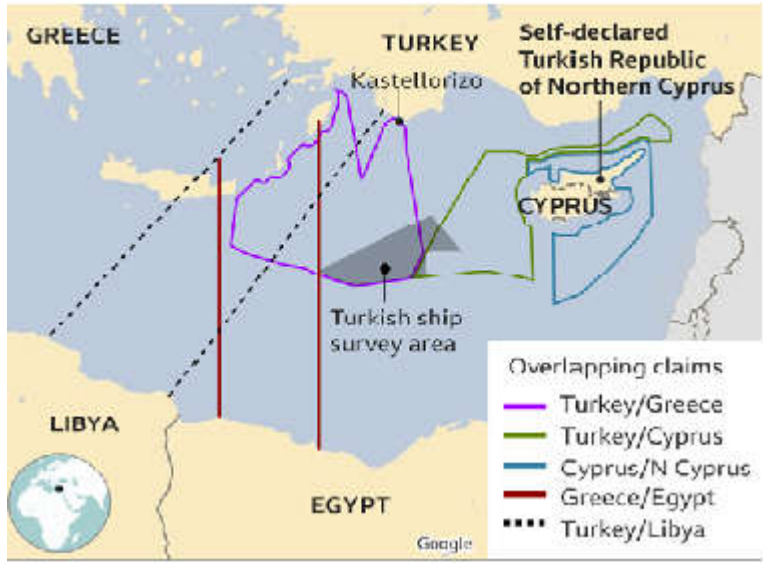 GREECE
TURKEY
Self-declared
Turkish Republic
of Northern Cyprus
Kastellorizo
CYPRUS
Turkish ship
survey area
LIBYA
EGYPT
Google
Overlapping claims
Turkey/Greece
Turkey/Cyprus
Cyprus/N Cyprus
Greece/Egypt
Turkey/Libya